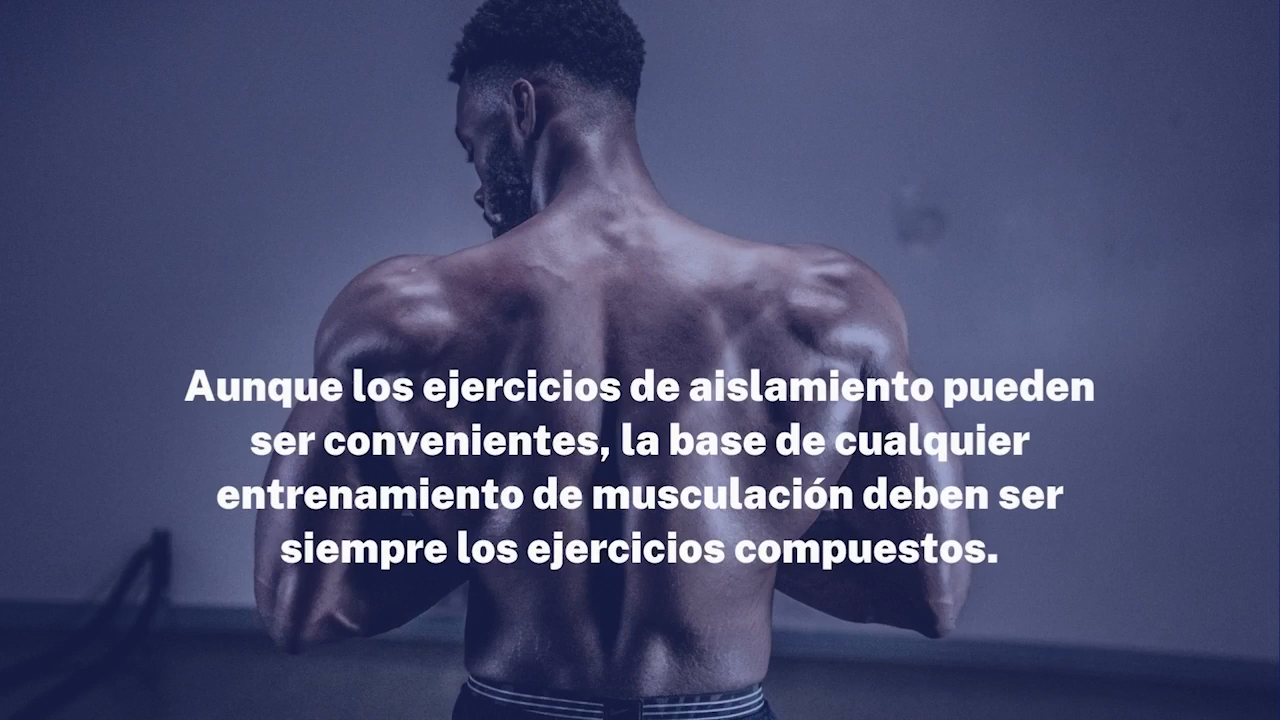 Aunque los ejercicios de aislamiento pueden
ser convenientes, la base de cualquier
entrenamiento de musculación deben ser
siempre los ejercicios compuestos.